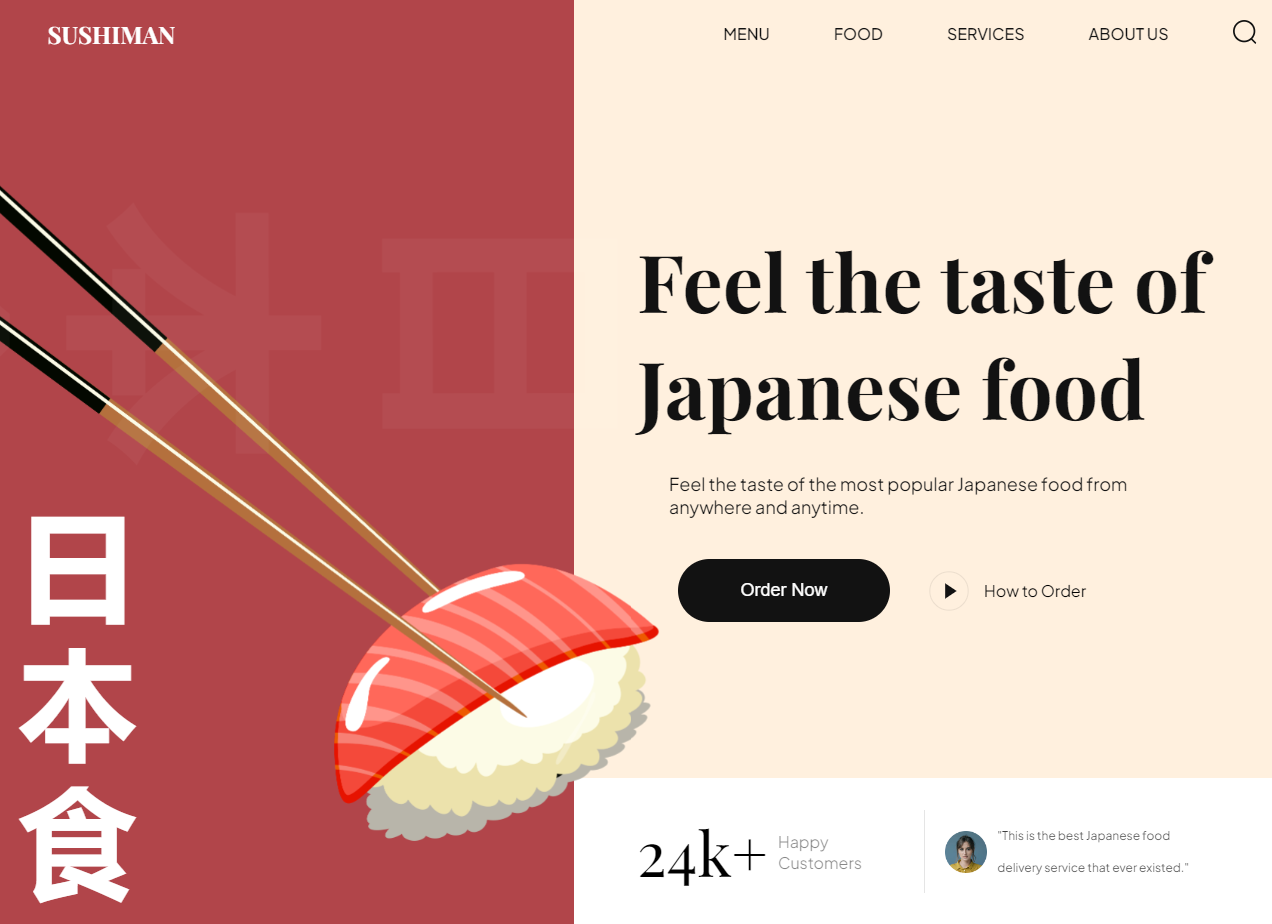 SUSHIMAN
MENU
FOOD
SERVICES
ABOUT US
日本
Feel the taste of
Japanese food
Feel the taste of the most popular Japanese food from
anywhere and anytime.
Order Now
How to Order
日
本
食
24k+
Happy
Customers
"This is the best Japanese food
delivery service that ever existed."